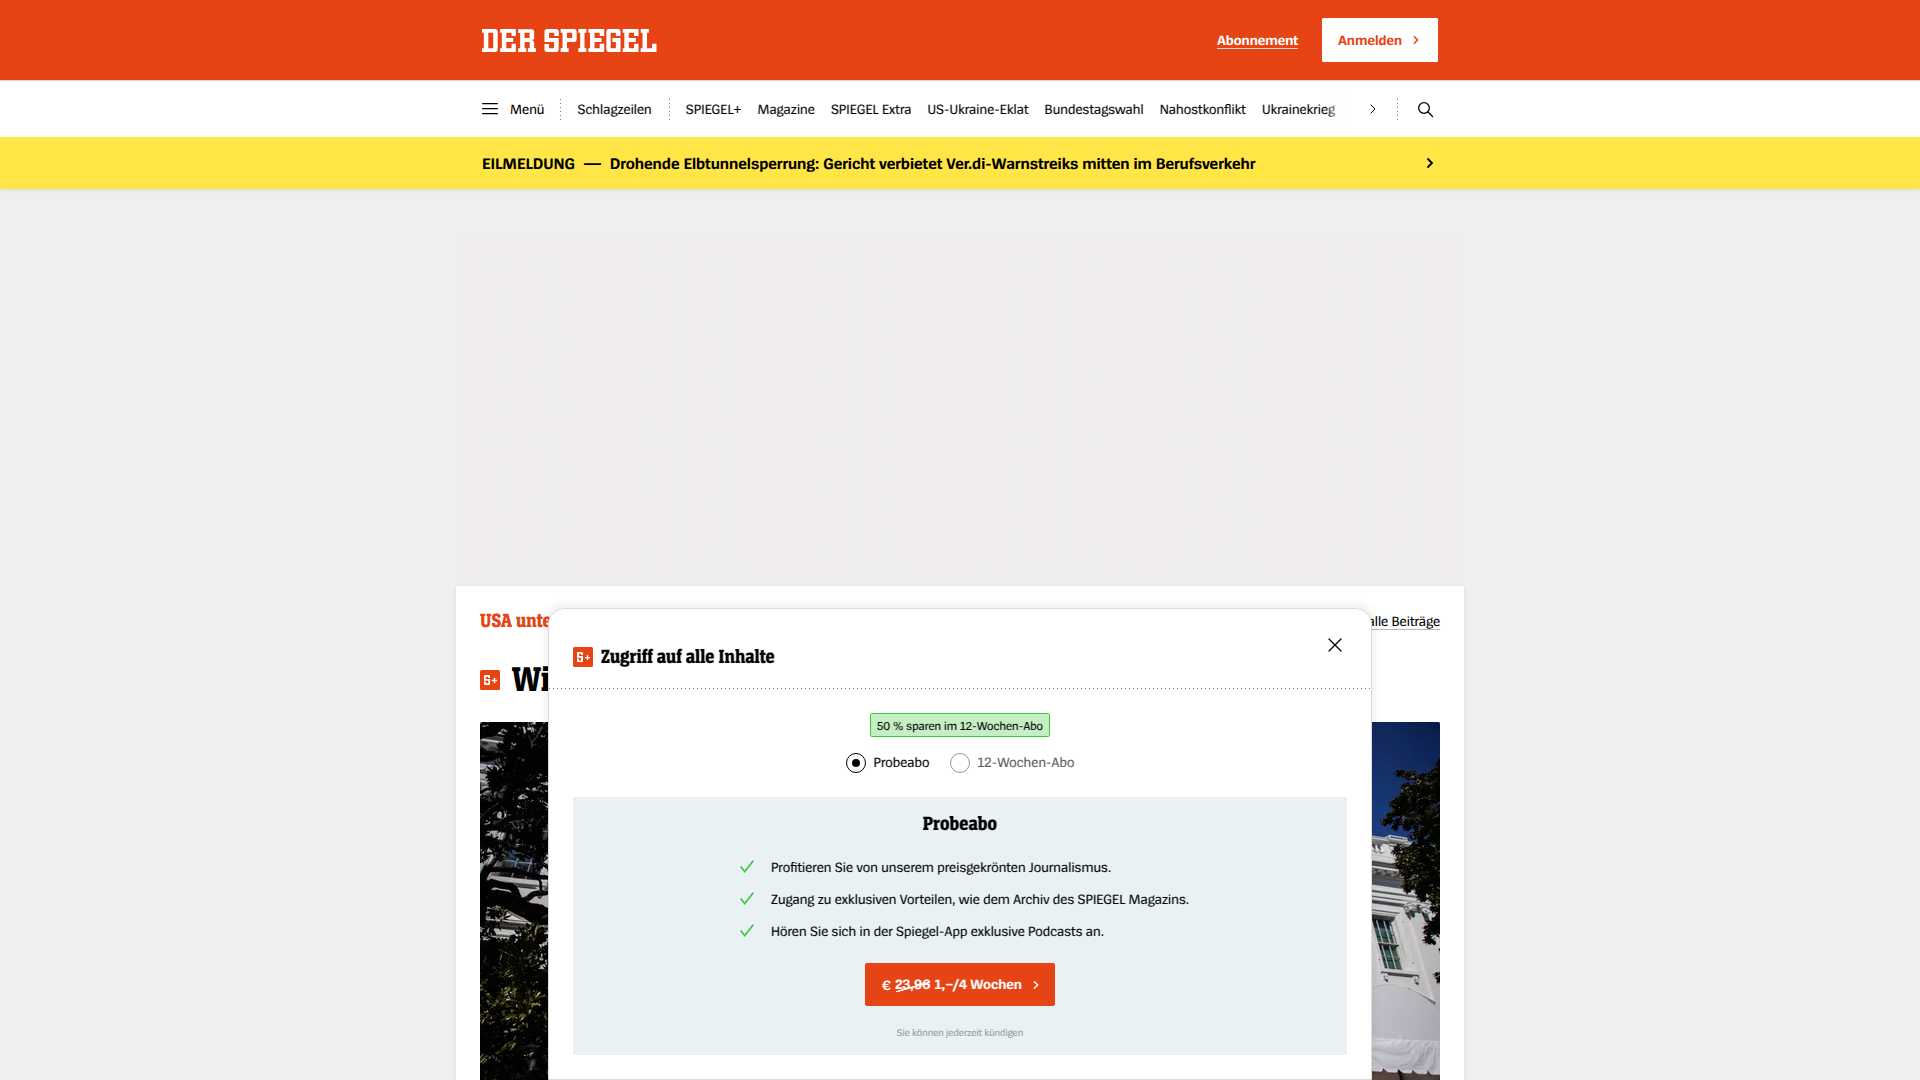 DER SPIEGEL
Abonnement
Anmelden
Menü
Schlagzeilen
SPIEGEL+
Magazine
SPIEGEL Extra
US-Ukraine-Eklat
Bundestagswahl
Nahostkonflikt
Ukrainekrieg
EILMELDUNG — Drohende Elbtunnelsperrung: Gericht verbietet Ver.di-Warnstreiks mitten im Berufsverkehr
USA unte
alle Beiträge
Wi
Zugriff auf alle Inhalte
50 % sparen im 12-Wochen-Abo
Probeabo
12-Wochen-Abo
Probeabo
Profitieren Sie von unserem preisgekrönten Journalismus.
Zugang zu exklusiven Vorteilen, wie dem Archiv des SPIEGEL Magazins.
Hören Sie sich in der Spiegel-App exklusive Podcasts an.
€ 23,96 1,–/4 Wochen
Sie können jederzeit kündigen